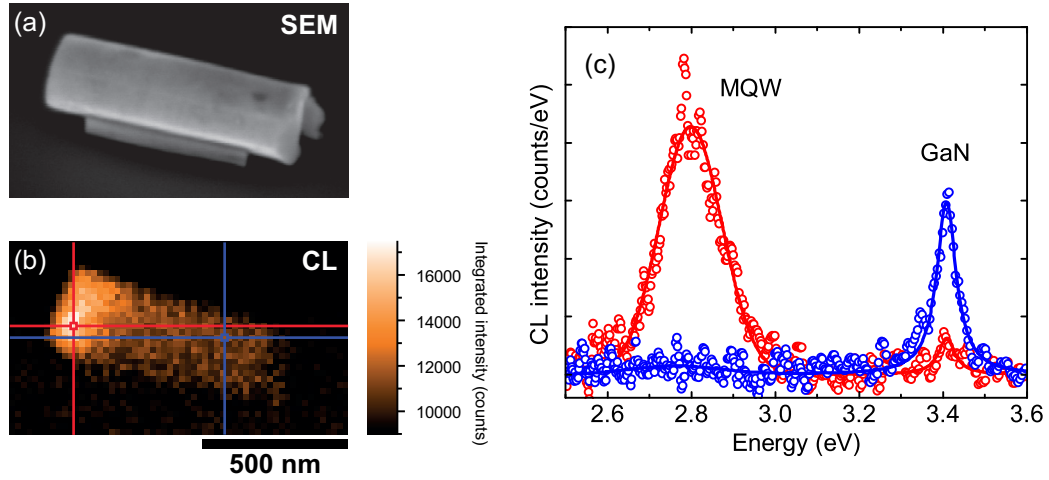 (a) SEM
(b) CL
16000
14000
12000
10000
Integrated intensity (counts)
500 nm
(c)
MQW
GaN
CL intensity (counts/eV)
2.6 2.8 3.0 3.2 3.4 3.6
Energy (eV)